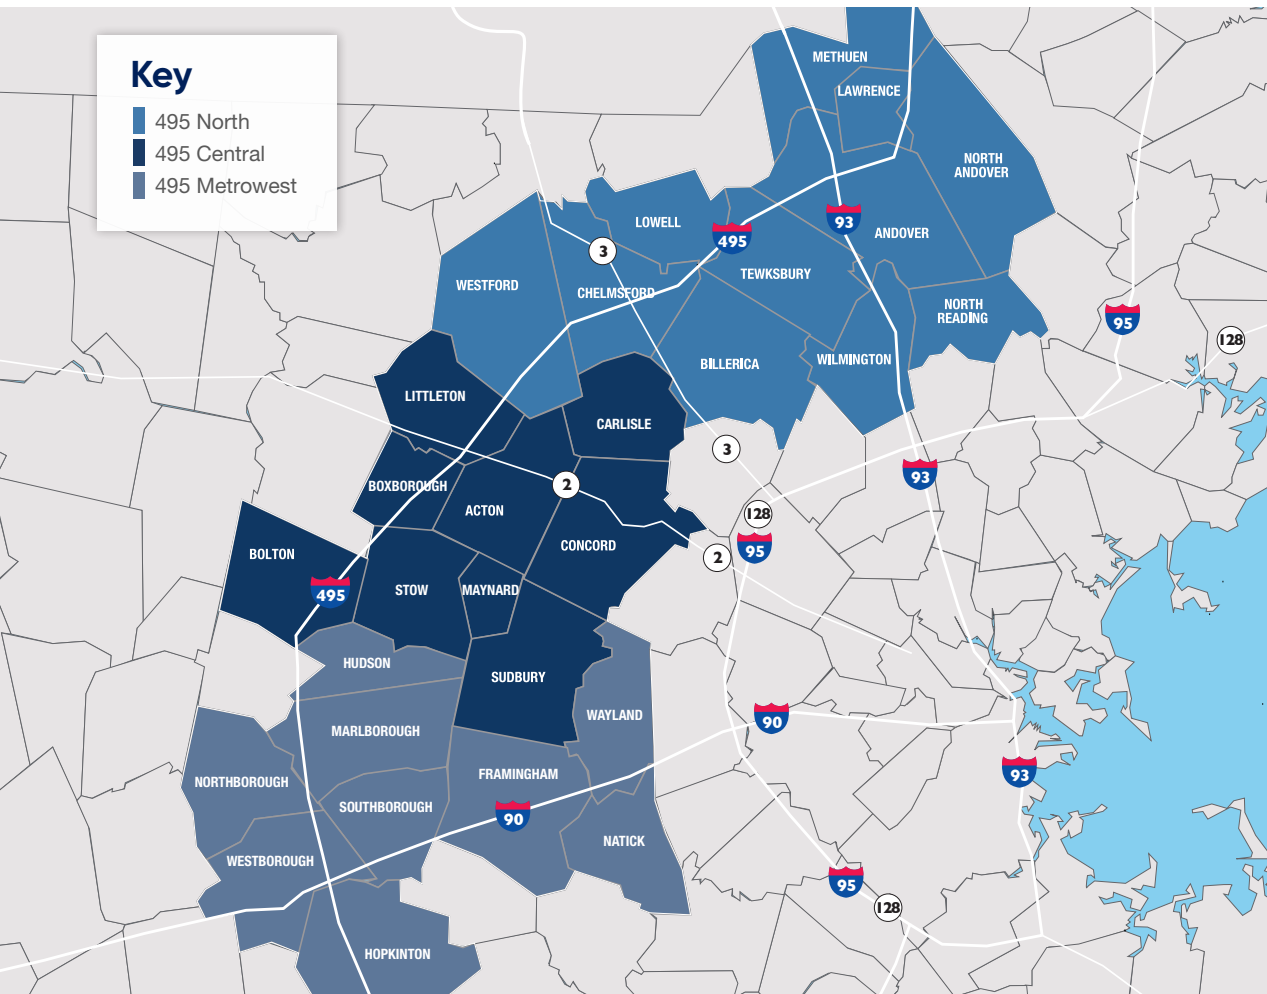 Key
495 North
495 Central
495 Metrowest
METHUEN
LAWRENCE
NORTH
ANDOVER
LOWELL
93
495
3
ANDOVER
TEWKSBURY
WESTFORD
CHELMSFORD
NORTH
READING
95
128
WILMINGTON
BILLERICA
LITTLETON
CARLISLE
3
93
BOXBOROUGH
2
ACTON
128
CONCORD
95
2
BOLTON
495
STOW
MAYNARD
HUDSON
SUDBURY
WAYLAND
90
MARLBOROUGH
FRAMINGHAM
93
NORTHBOROUGH
SOUTHBOROUGH
90
NATICK
WESTBOROUGH
95
128
HOPKINTON